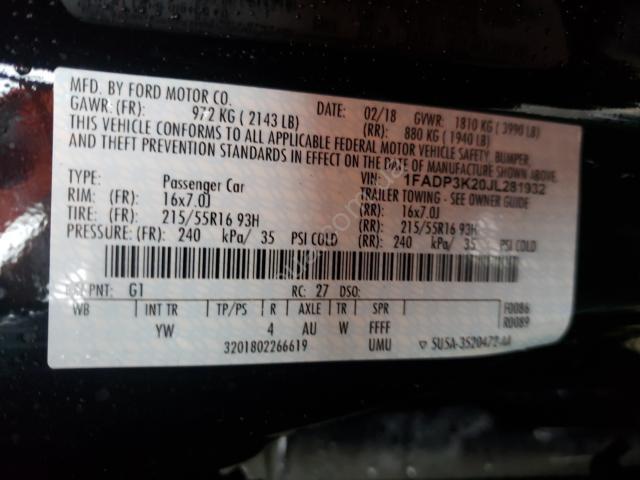 MFD. BY FORD MOTOR CO.
DATE: 02/18 GVWR: 1810 KG ( 3990 LB)
GAWR: (FR): 972 KG ( 2143 LB) (RR): 880 KG ( 1940 LB)
THIS VEHICLE CONFORMS TO ALL APPLICABLE FEDERAL MOTOR VEHICLE SAFETY, BUMPER,
AND THEFT PREVENTION STANDARDS IN EFFECT ON THE DATE OF MANUFACTURE SHOWN ABOVE.
VIN: 1FADP3K20JL281932
TYPE: Passenger Car TRAILER TOWING - SEE OWNER GUIDE
RIM: (FR): 16x7.0J (RR): 16x7.0J
TIRE: (FR): 215/55R16 93H (RR): 215/55R16 93H
PRESSURE: (FR): 240 kPa/ 35 PSI COLD (RR): 240 kPa/ 35 PSI COLD
EXT PNT: G1 RC: 27 DSO:
WB INT TR TP/PS R AXLE TR SPR F0086
YW 4 AU W FFFF R0089
3201802266619 UMU ▽ SU5A-3520472-AA